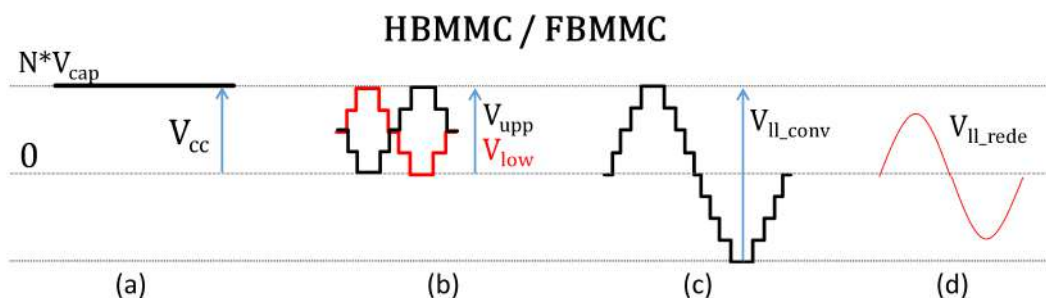 HBMMC / FBMMC
N*Vcap
Vcc
0
Vupp
Vlow
Vll_conv
Vll_rede
(a)
(b)
(c)
(d)